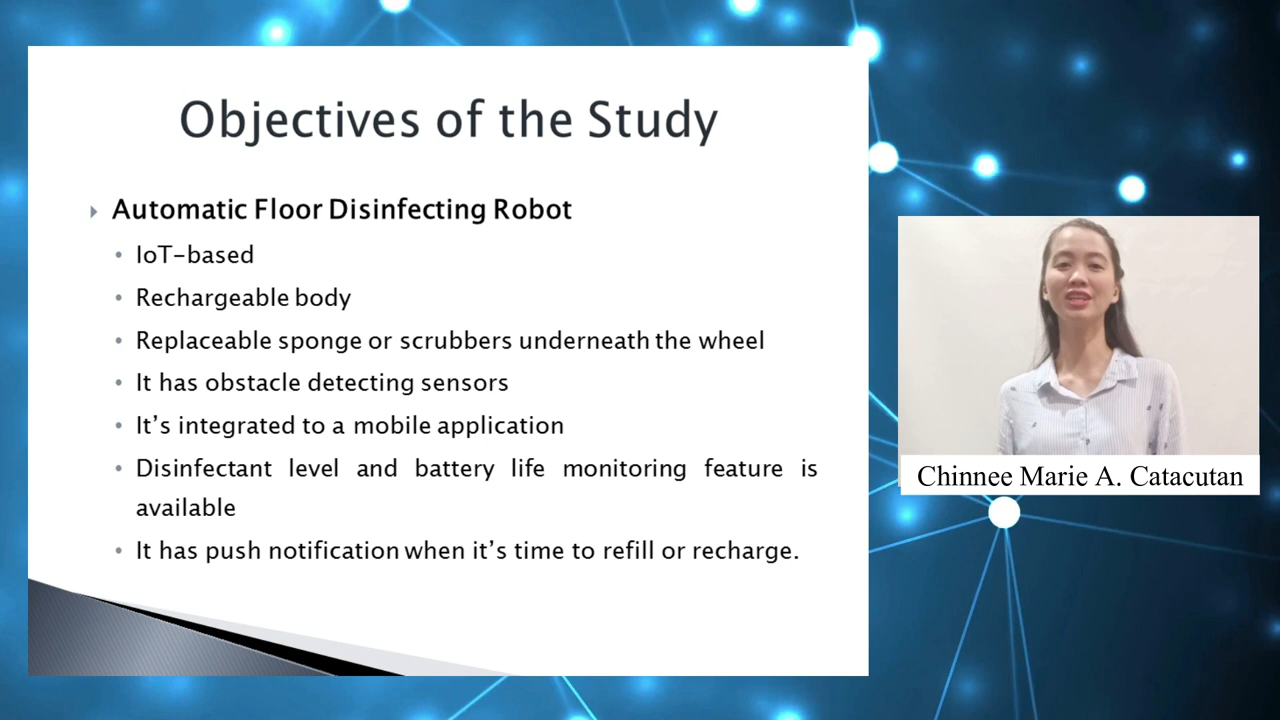 Objectives of the Study
Automatic Floor Disinfecting Robot
IoT-based
Rechargeable body
Replaceable sponge or scrubbers underneath the wheel
It has obstacle detecting sensors
It's integrated to a mobile application
Disinfectant level and battery life monitoring feature is
available
It has push notification when it's time to refill or recharge.
Chinnee Marie A. Catacutan